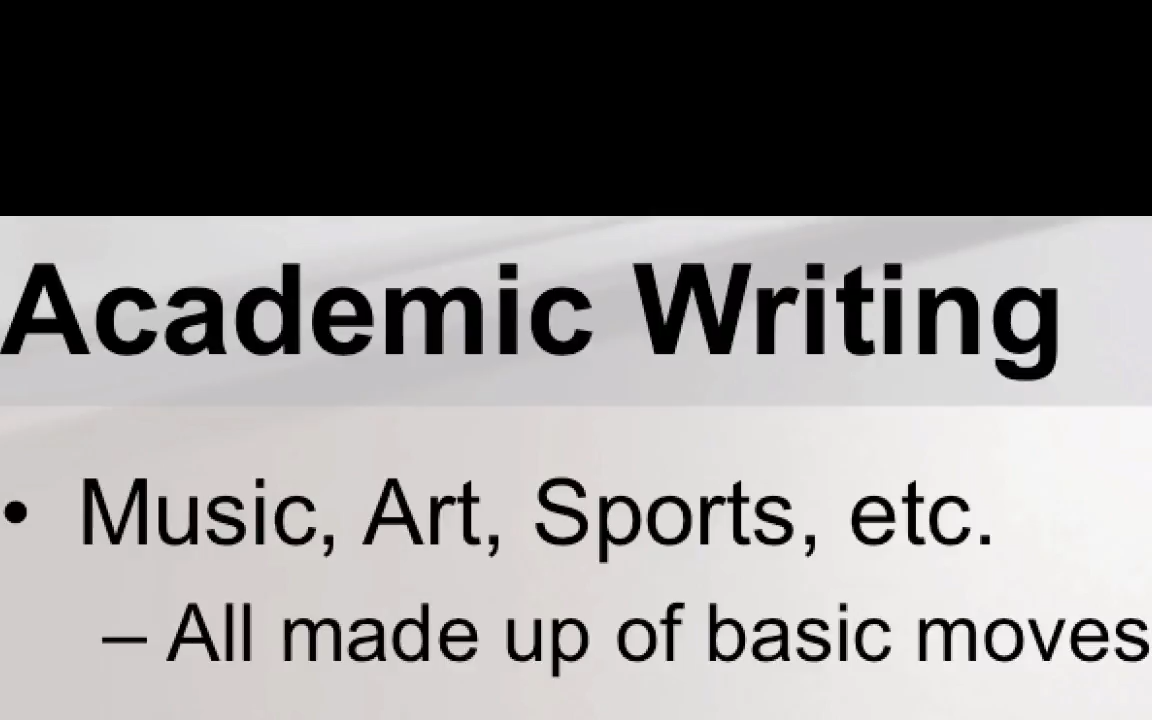 Academic Writing
• Music, Art, Sports, etc.
– All made up of basic moves